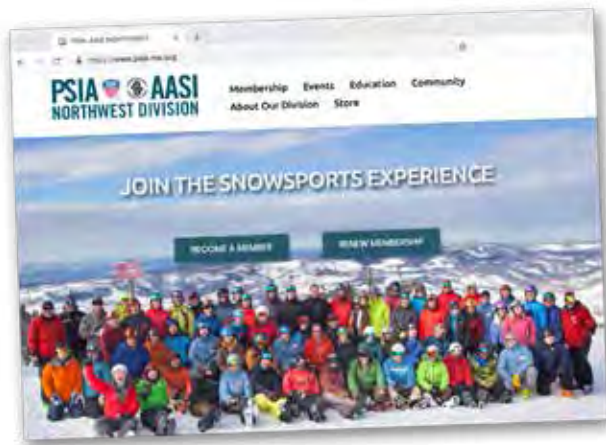 PSIA AASI
NORTHWEST DIVISION
Membership Events Education Community
About Our Division Store
JOIN THE SNOWSPORTS EXPERIENCE
BECOME A MEMBER
RENEW MEMBERSHIP